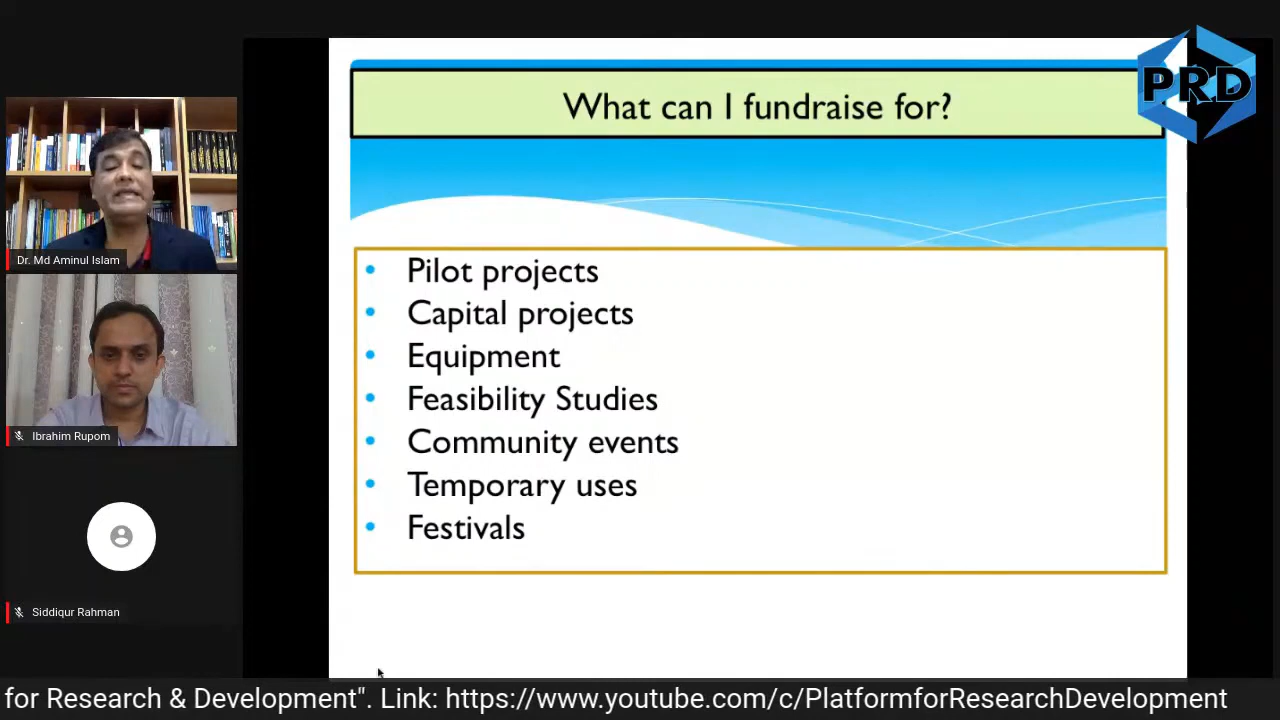 PRD
What can I fundraise for?
Pilot projects
Capital projects
Equipment
Feasibility Studies
Community events
Temporary uses
Festivals
Dr. Md Aminul Islam
Ibrahim Rupom
Siddiqur Rahman
for Research & Development". Link: https://www.youtube.com/c/PlatformforResearchDevelopment